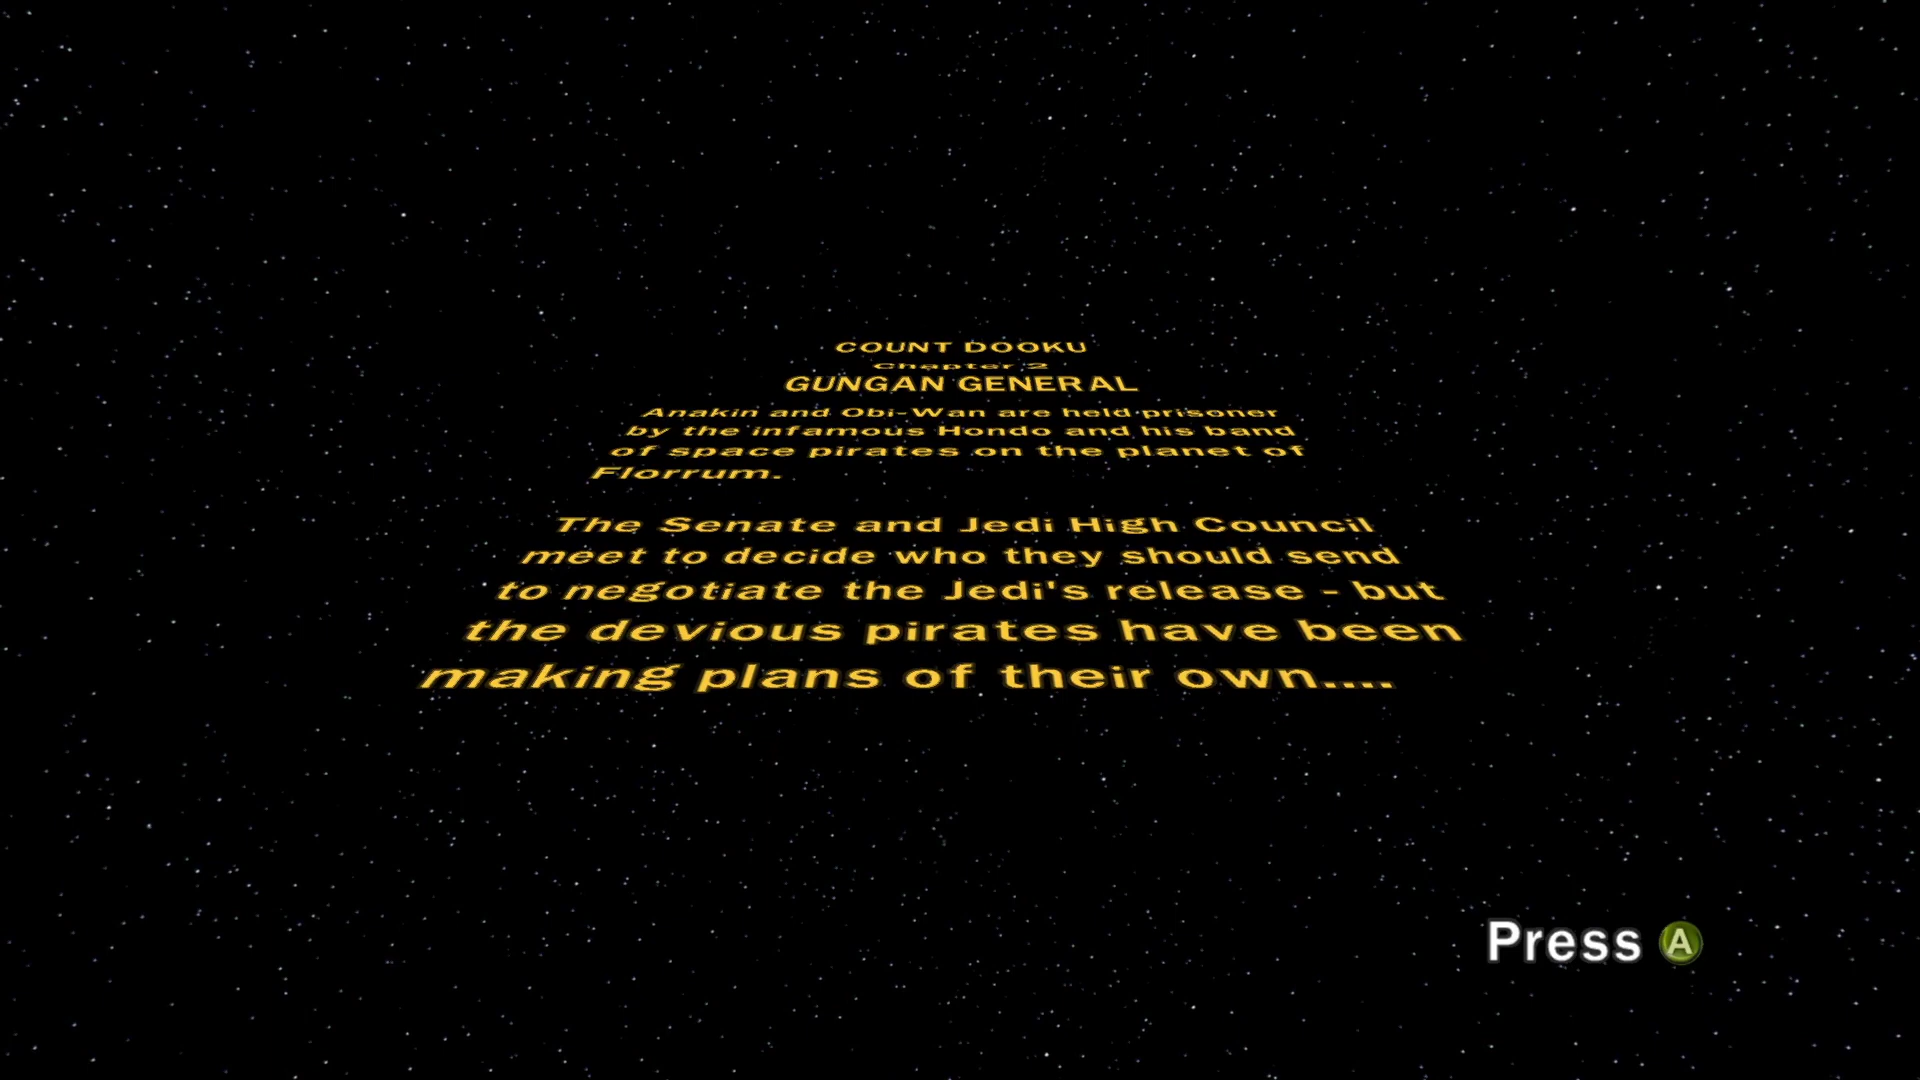 COUNT DOOKU
Chapter 2
GUNGAN GENERAL
Anakin and Obi-Wan are held prisoner
by the infamous Hondo and his band
of space pirates on the planet of
Florrum.
The Senate and Jedi High Council
meet to decide who they should send
to negotiate the Jedi's release - but
the devious pirates have been
making plans of their own....
Press A